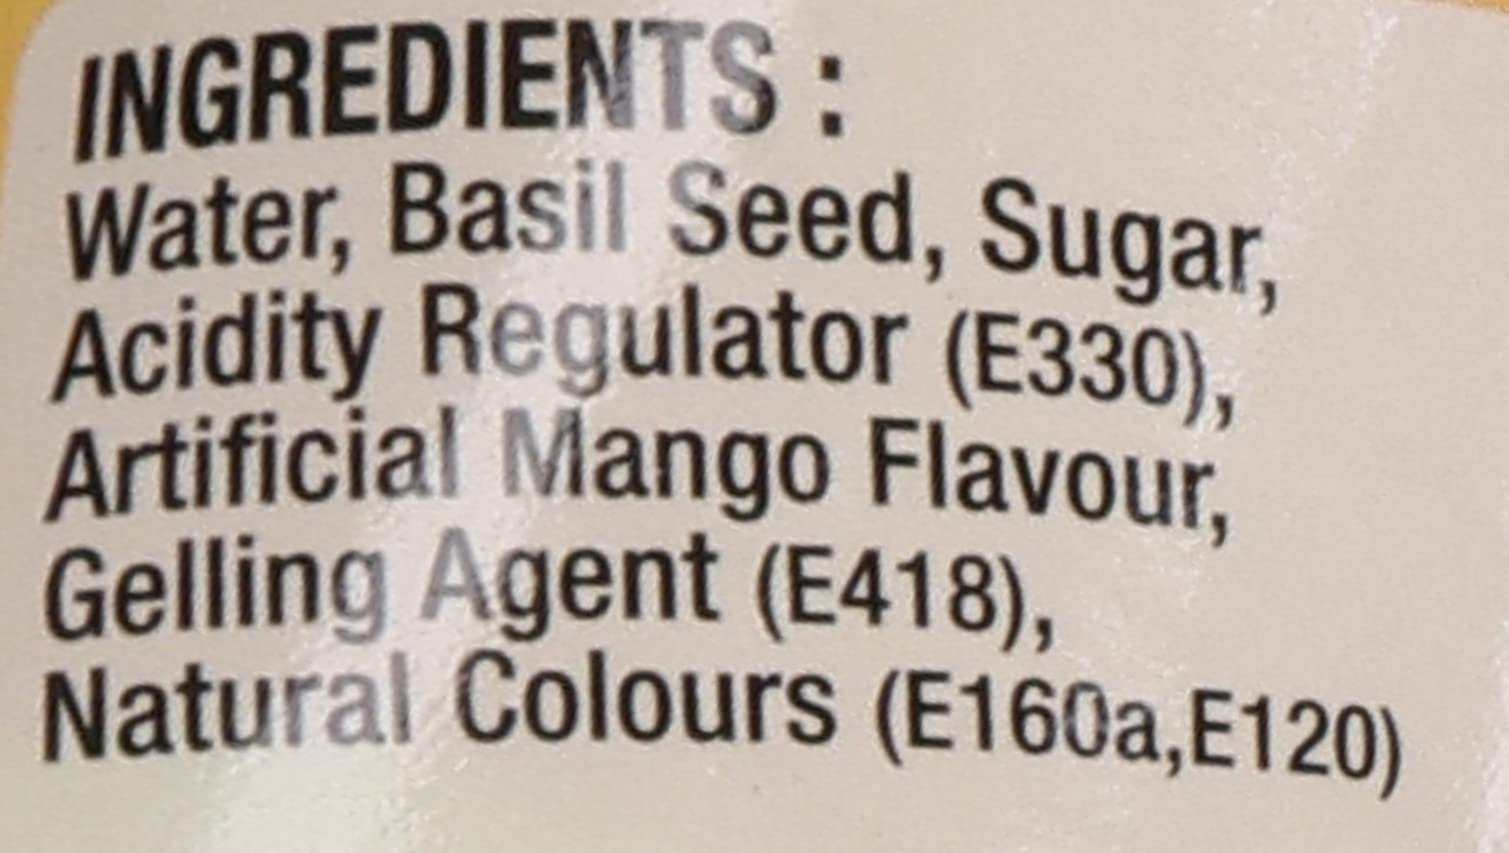 INGREDIENTS :
Water, Basil Seed, Sugar,
Acidity Regulator (E330),
Artificial Mango Flavour,
Gelling Agent (E418),
Natural Colours (E160a,E120)